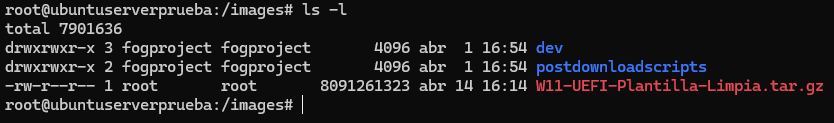 root@ubuntuserverprueba:/images# ls -l
total 7901636
drwxrwxr-x 3 fogproject fogproject       4096 abr  1 16:54 dev
drwxrwxr-x 2 fogproject fogproject       4096 abr  1 16:54 postdownloadscripts
-rw-r--r-- 1 root       root       8091261323 abr 14 16:14 W11-UEFI-Plantilla-Limpia.tar.gz
root@ubuntuserverprueba:/images#